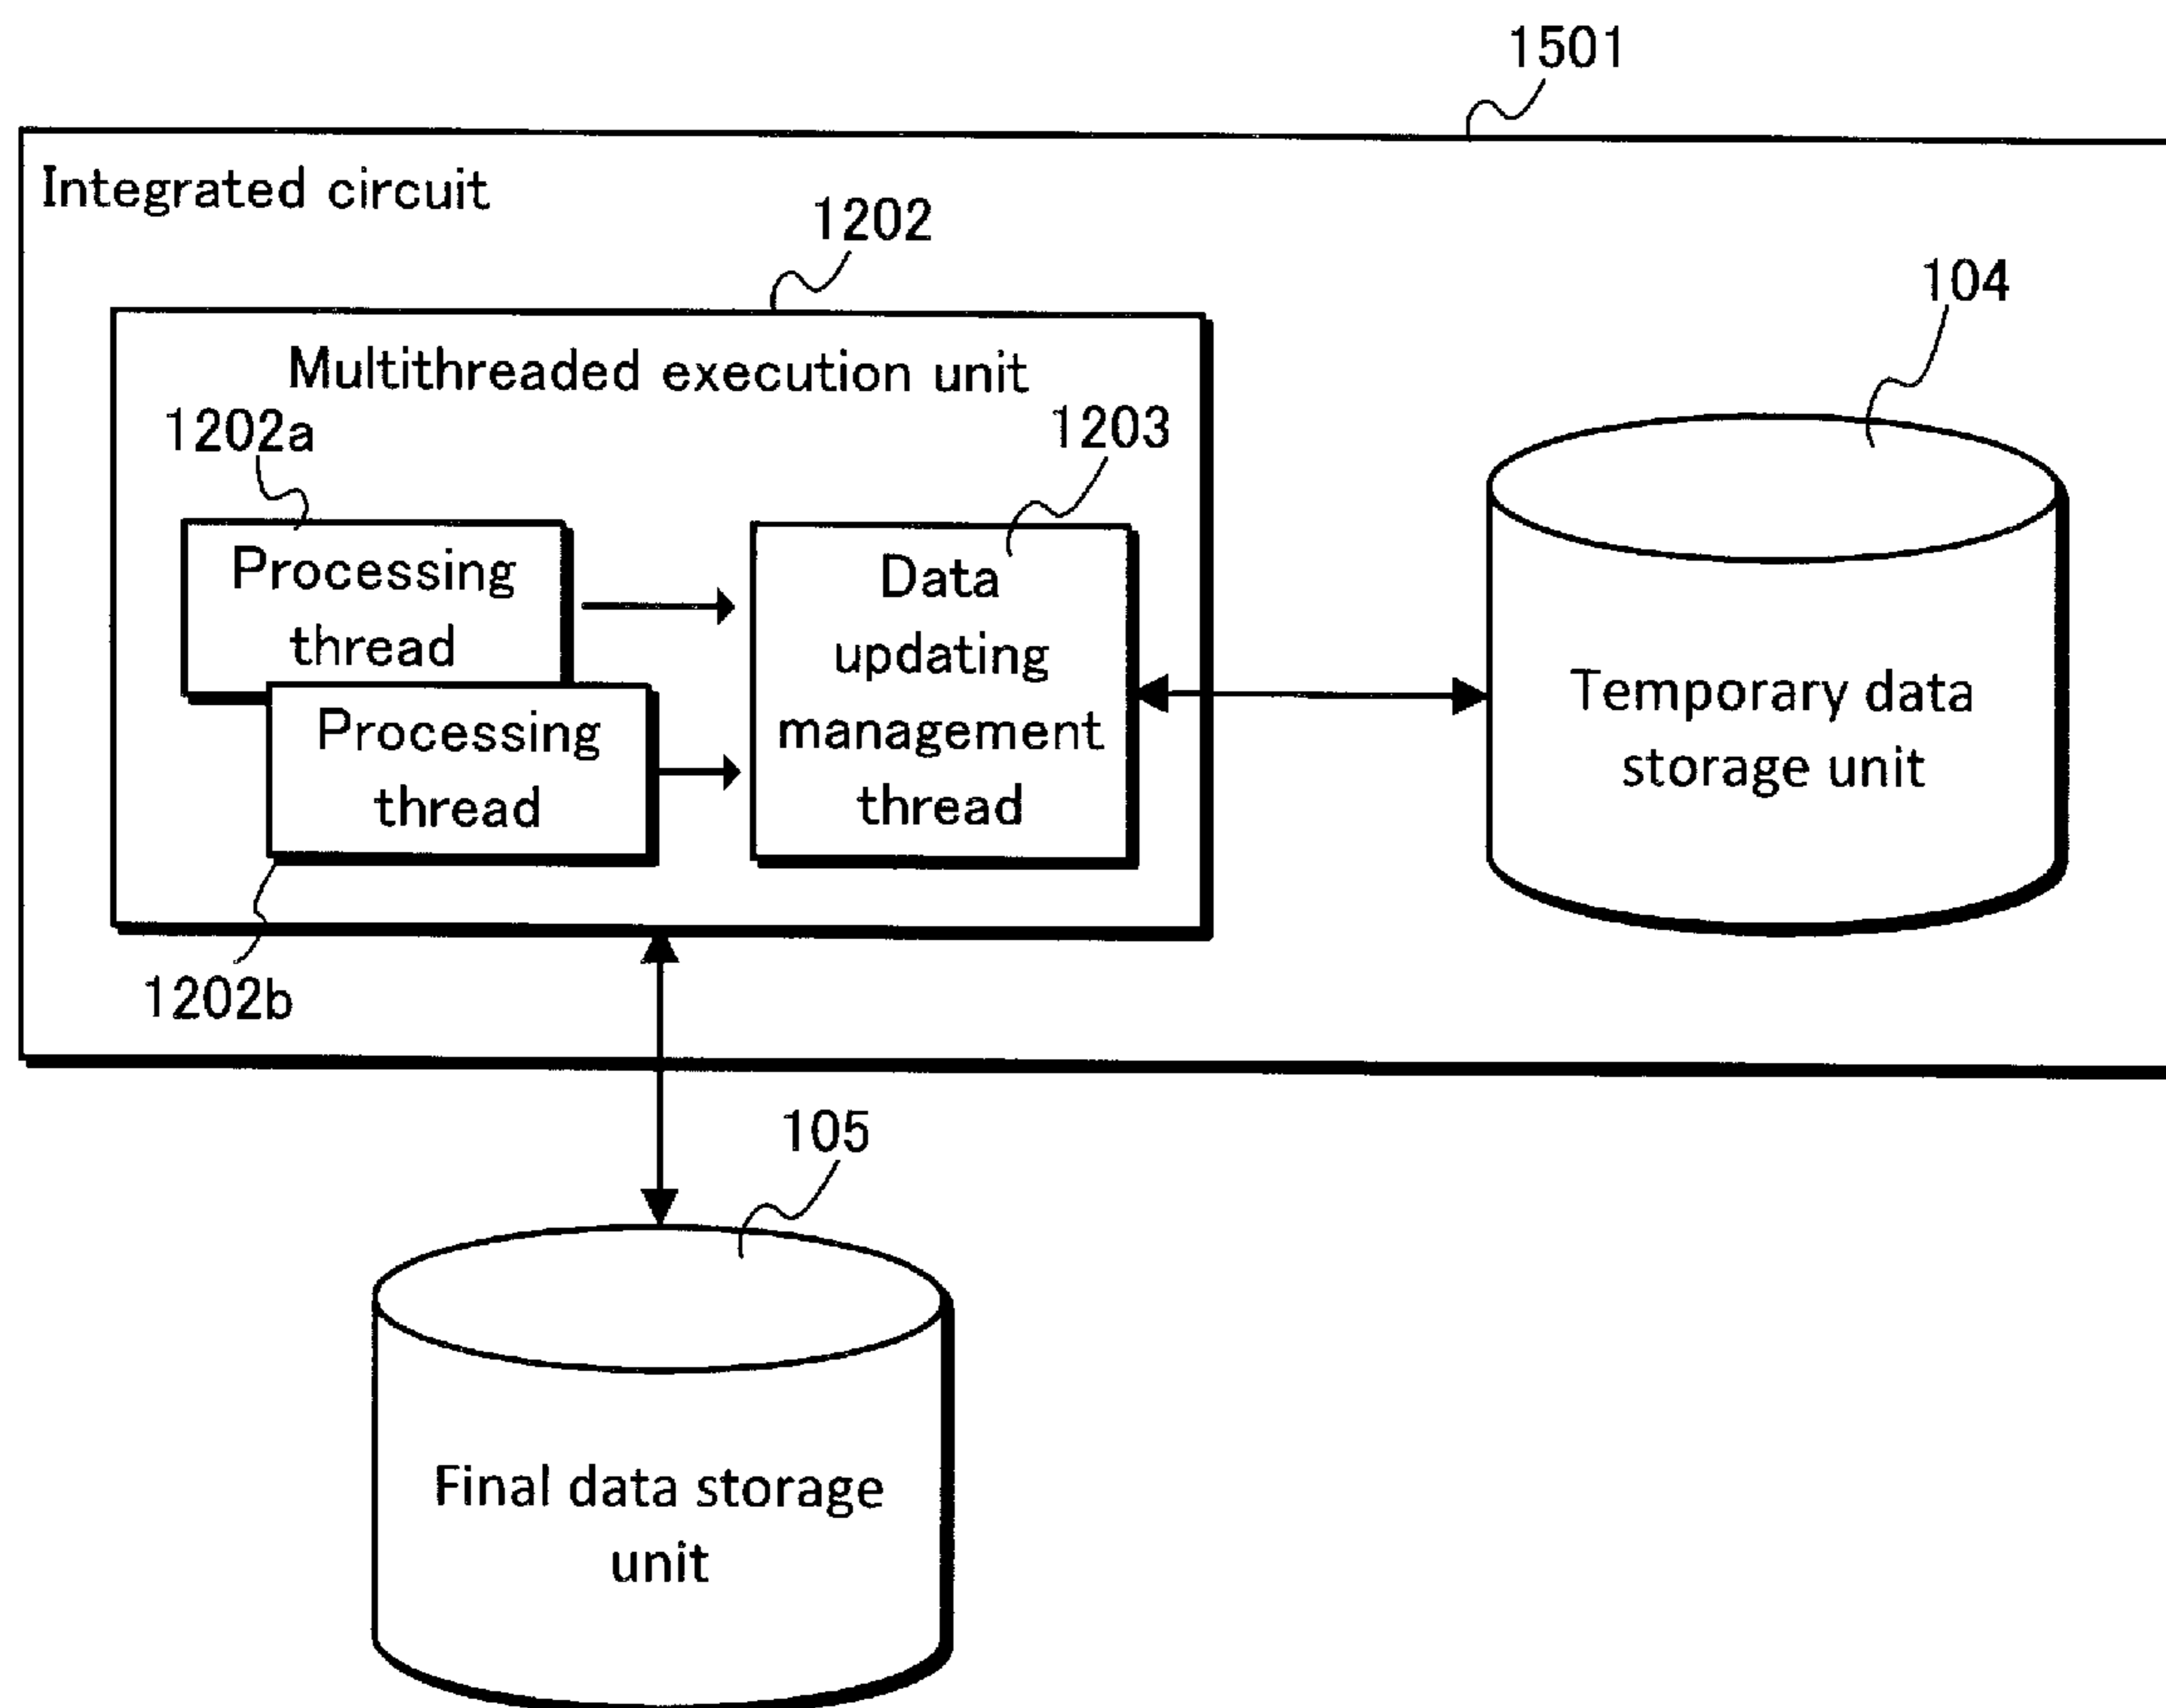 1501
Integrated circuit
1202
104
Multithreaded execution unit
1202a
1203
Processing
thread
Data
updating
management
thread
Processing
thread
Temporary data
storage unit
1202b
105
Final data storage
unit